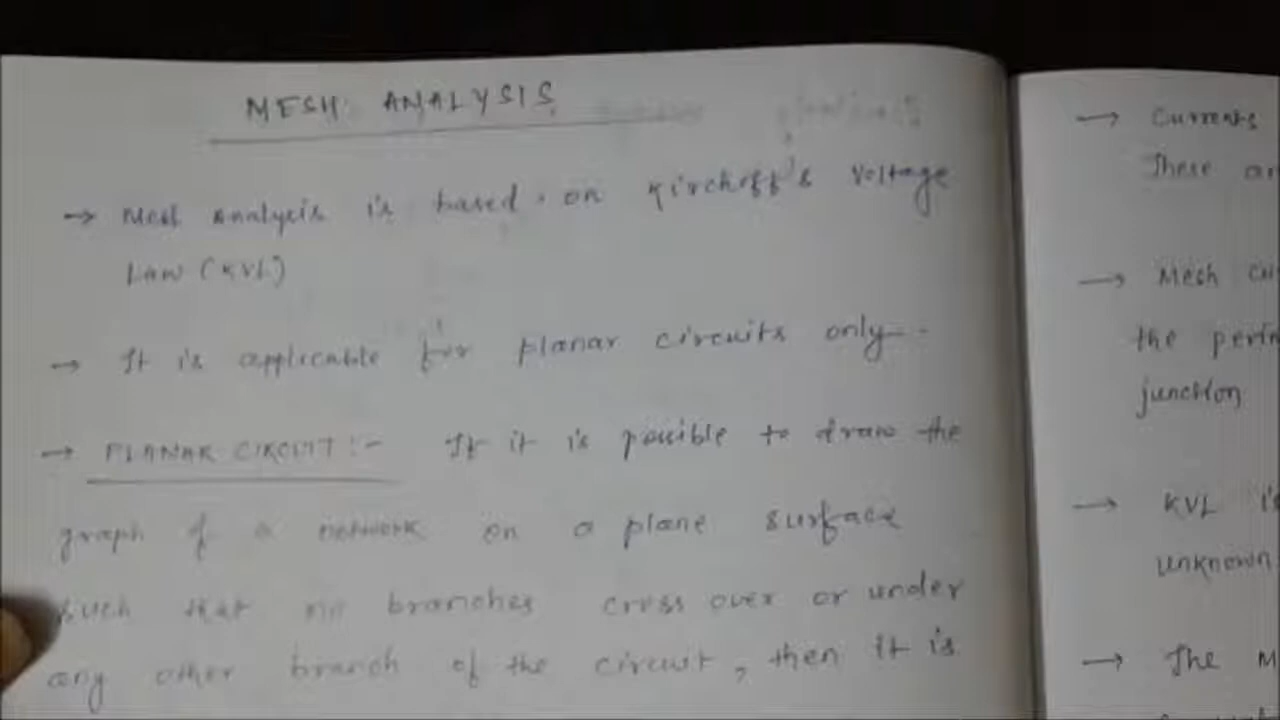 MESH ANALYSIS
→ Mesh analysis is based on Kirchoff's Voltage
Law (KVL)
→ It is applicable for planar circuits only
→ PLANAR CIRCUIT :- If it is possible to draw the
graph of a network on a plane surface
such that no branches cross over or under
any other branch of the circuit, then it is
→ Currents
These
→ Mesh
the
junction
→ KVL is
unknown
→ The